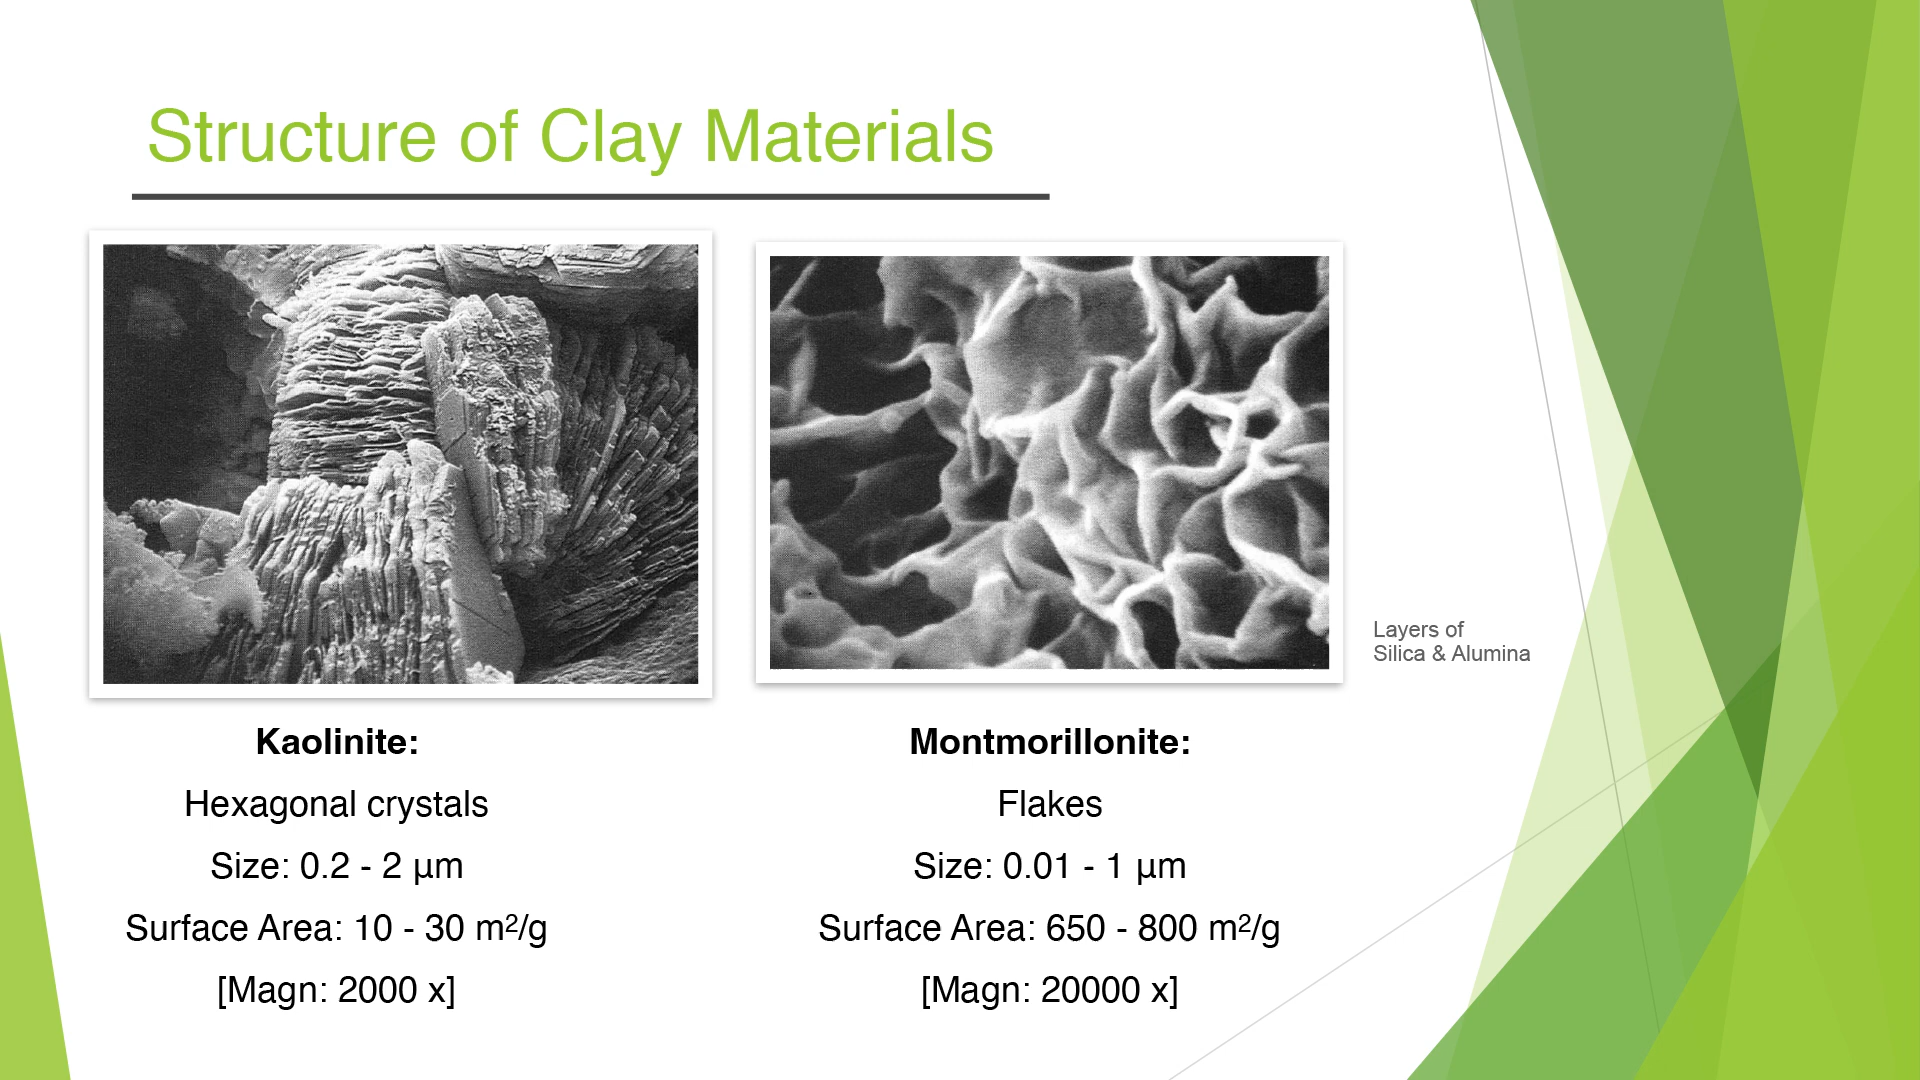 Structure of Clay Materials
Layers of
Silica & Alumina
Kaolinite:
Hexagonal crystals
Size: 0.2 - 2 µm
Surface Area: 10 - 30 m²/g
[Magn: 2000 x]
Montmorillonite:
Flakes
Size: 0.01 - 1 µm
Surface Area: 650 - 800 m²/g
[Magn: 20000 x]